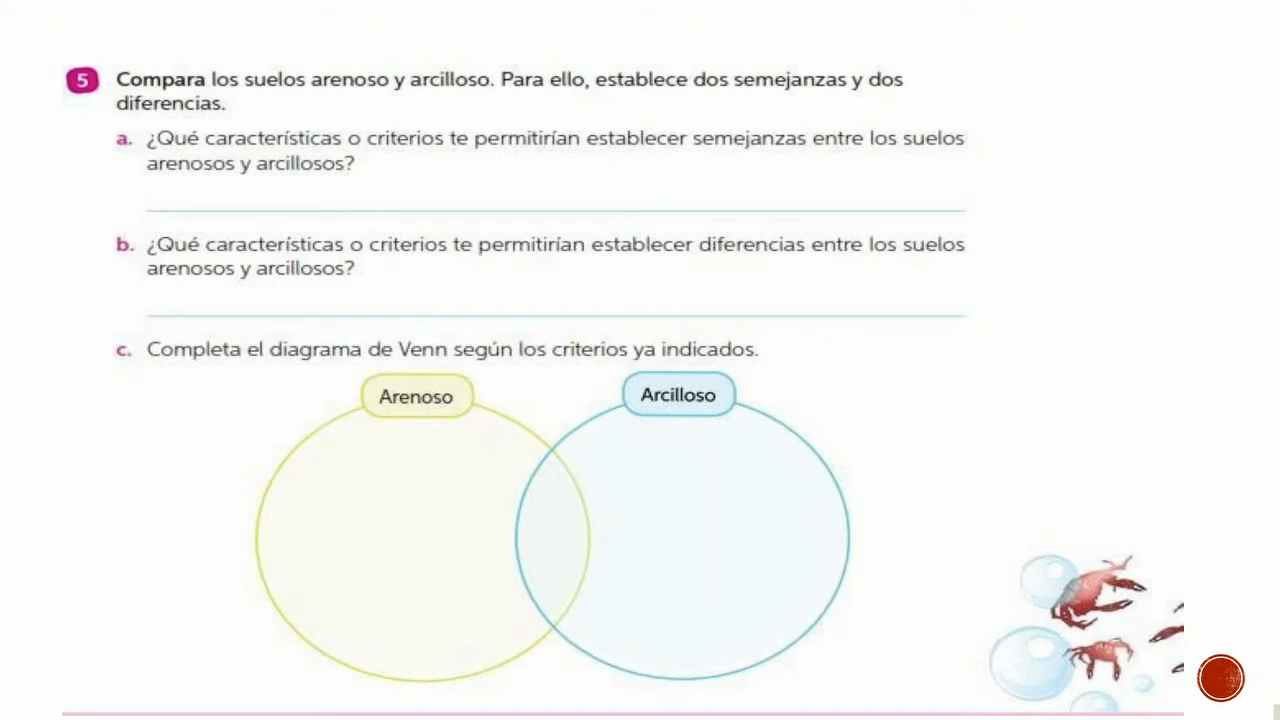 5 Compara los suelos arenoso y arcilloso. Para ello, establece dos semejanzas y dos
diferencias.
a. ¿Qué características o criterios te permitirían establecer semejanzas entre los suelos
arenosos y arcillosos?
b. ¿Qué características o criterios te permitirían establecer diferencias entre los suelos
arenosos y arcillosos?
c. Completa el diagrama de Venn según los criterios ya indicados.
Arenoso
Arcilloso